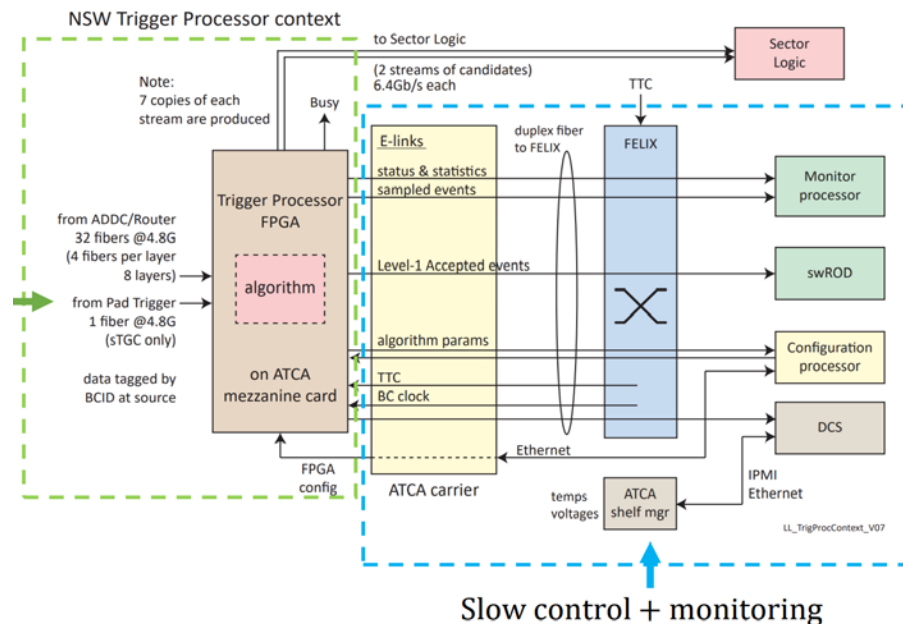 NSW Trigger Processor context
to Sector Logic
(2 streams of candidates)
6.4Gb/s each
Sector
Logic
Note:
7 copies of each
stream are produced
Busy
TTC
E-links
duplex fiber
to FELIX
FELIX
status & statistics
sampled events
Monitor
processor
Trigger Processor
FPGA
algorithm
on ATCA
mezzanine card
from ADDC/Router
32 fibers @4.8G
(4 fibers per layer
8 layers)
from Pad Trigger
1 fiber @4.8G
(sTGC only)
data tagged by
BCID at source
Level-1 Accepted events
swROD
algorithm params
Configuration
processor
TTC
BC clock
DCS
Ethernet
FPGA
config
ATCA carrier
IPMI
Ethernet
temps
voltages
ATCA
shelf mgr
LL_TrigProcContext_V07
Slow control + monitoring